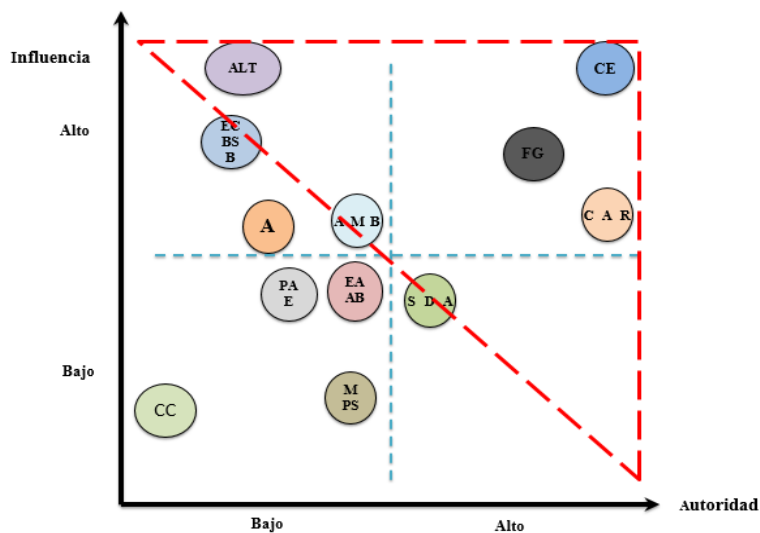 Influencia
ALT
CE
Alto
EC
BS
B
FG
A
A M B
C A R
PA
E
EA
AB
S D A
Bajo
CC
M
PS
Autoridad
Bajo
Alto